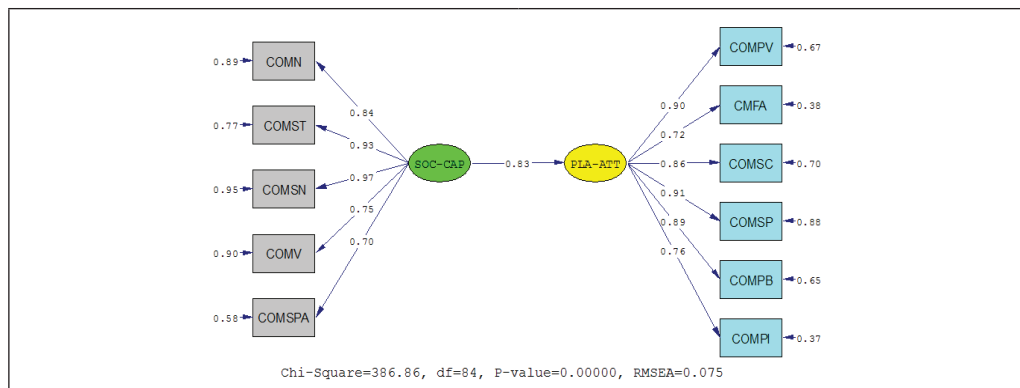 0.89 COMN
0.77 COMST
0.95 COMSN
0.90 COMV
0.58 COMSPA
0.84
0.93
0.97
0.75
0.70
SOC-CAP
0.83
PLA-ATT
0.90
0.72
0.86
0.91
0.89
0.76
COMPV 0.67
CMFA 0.38
COMSC 0.70
COMSP 0.88
COMPB 0.65
COMPI 0.37
Chi-Square=386.86, df=84, P-value=0.00000, RMSEA=0.075